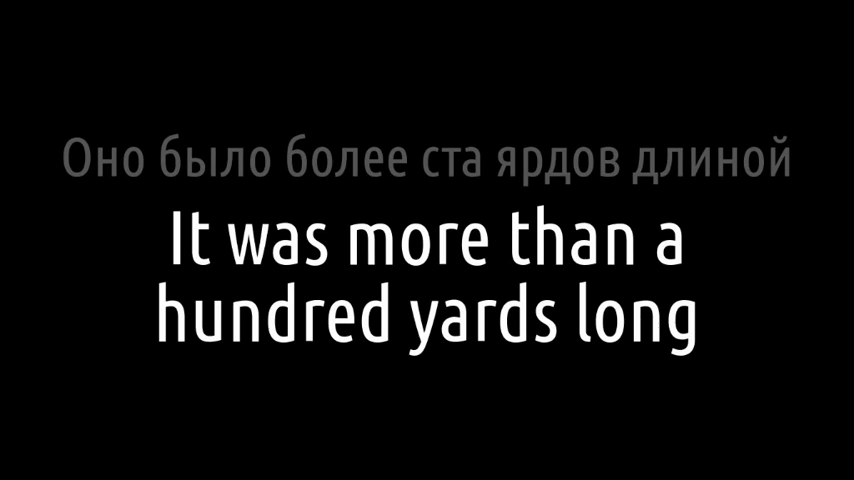 Оно было более ста ярдов длиной
It was more than a
hundred yards long